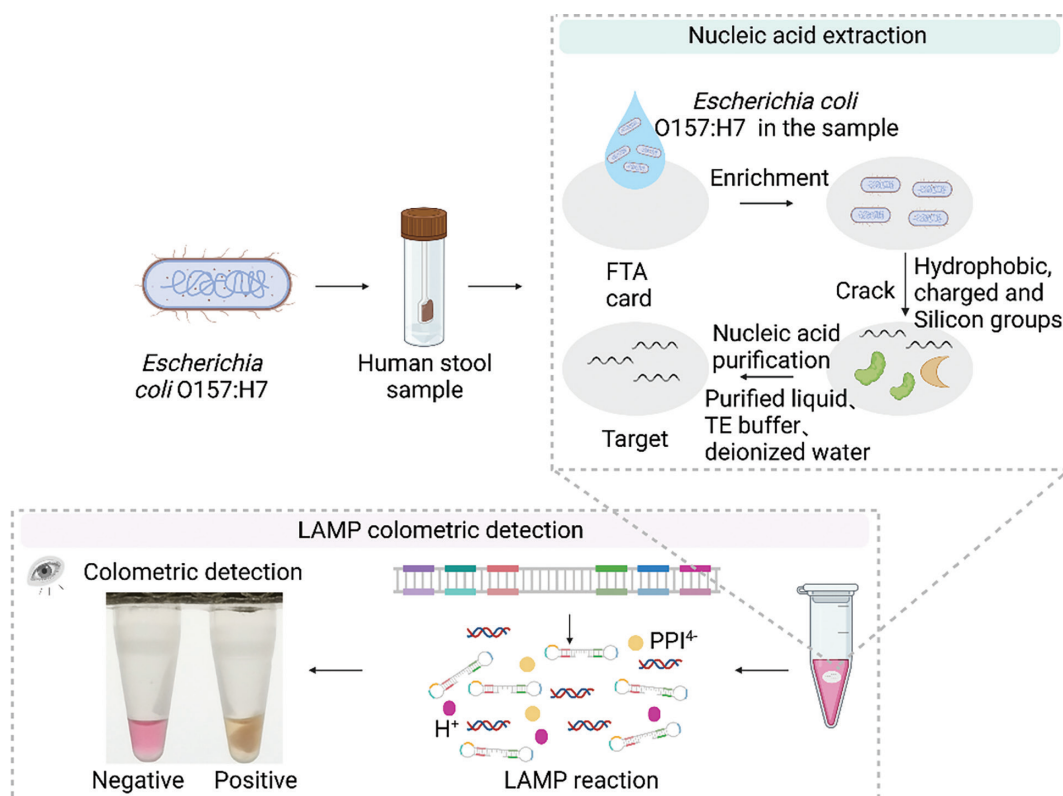 Nucleic acid extraction
Escherichia coli
O157:H7 in the sample
Enrichment
FTA
card
Crack
Hydrophobic,
charged and
Silicon groups
Nucleic acid
purification
Purified liquid、
TE buffer、
deionized water
Target
Escherichia
coli O157:H7
Human stool
sample
LAMP colometric detection
Colometric detection
Negative
Positive
PPI⁴⁻
H⁺
LAMP reaction